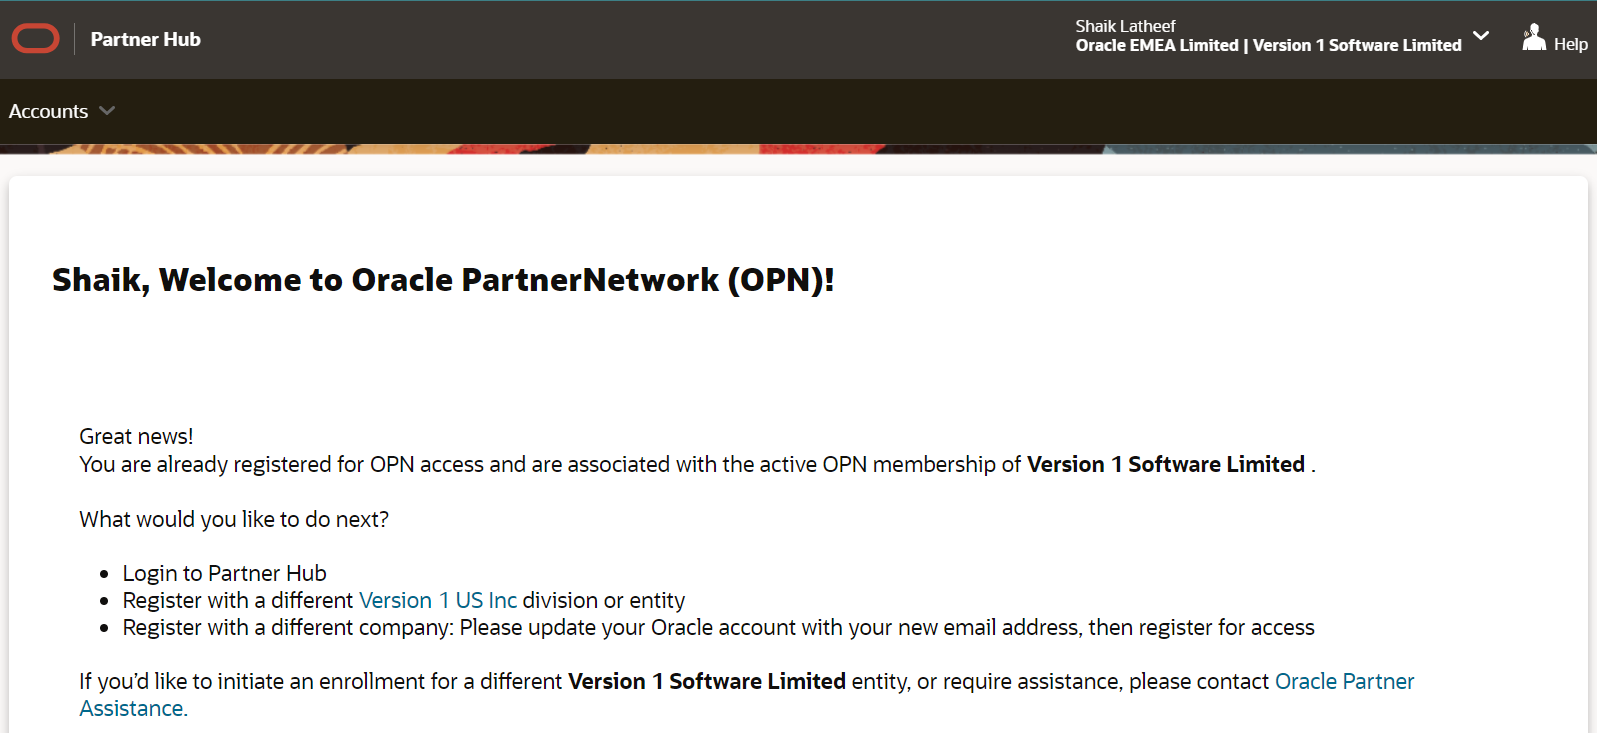 Partner Hub
Shaik Latheef
Oracle EMEA Limited | Version 1 Software Limited
Help
Accounts
Shaik, Welcome to Oracle PartnerNetwork (OPN)!
Great news!
You are already registered for OPN access and are associated with the active OPN membership of Version 1 Software Limited .
What would you like to do next?
• Login to Partner Hub
• Register with a different Version 1 US Inc division or entity
• Register with a different company: Please update your Oracle account with your new email address, then register for access
If you’d like to initiate an enrollment for a different Version 1 Software Limited entity, or require assistance, please contact Oracle Partner
Assistance.